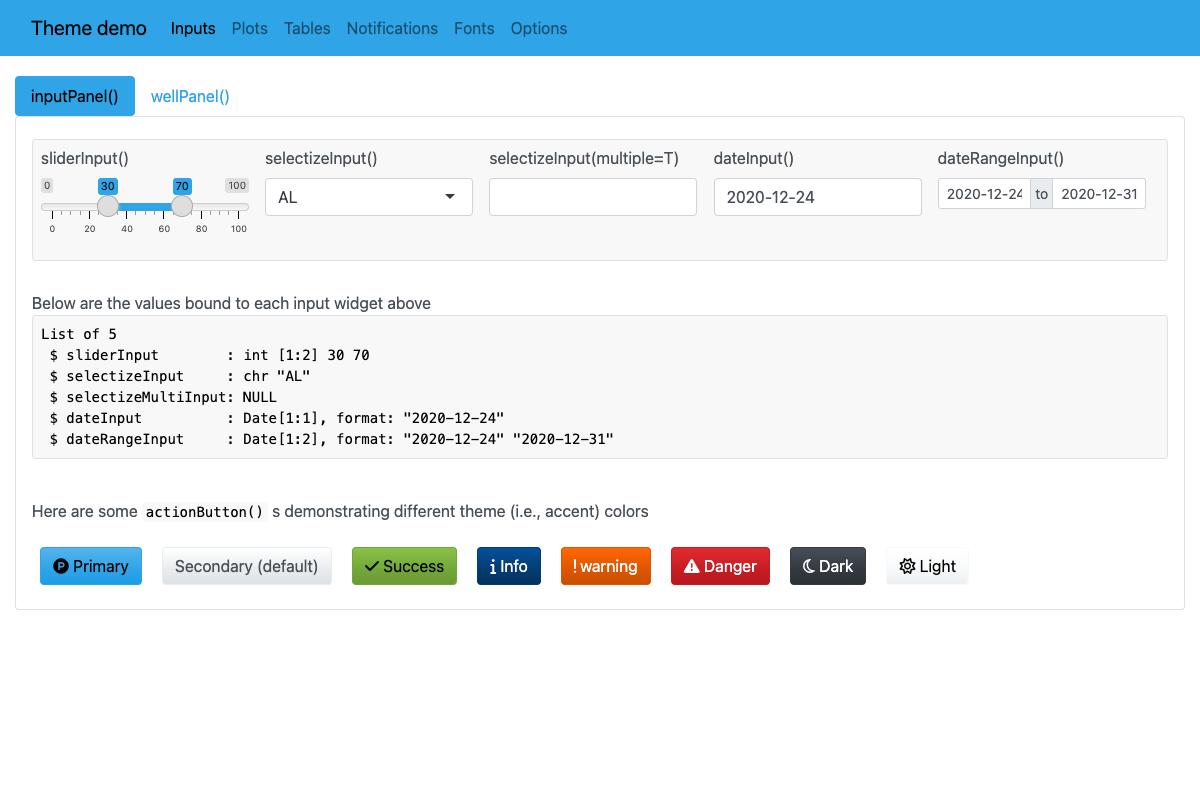 Theme demo Inputs Plots Tables Notifications Fonts Options
inputPanel() wellPanel()
sliderInput() selectizeInput() selectizeInput(multiple=T) dateInput() dateRangeInput()
0 30 70 100
AL 2020-12-24 2020-12-24 to 2020-12-31
0 20 40 60 80 100
Below are the values bound to each input widget above
List of 5
$ sliderInput : int [1:2] 30 70
$ selectizeInput : chr "AL"
$ selectizeMultiInput: NULL
$ dateInput : Date[1:1], format: "2020-12-24"
$ dateRangeInput : Date[1:2], format: "2020-12-24" "2020-12-31"
Here are some actionButton() s demonstrating different theme (i.e., accent) colors
Primary Secondary (default) Success Info warning Danger Dark Light